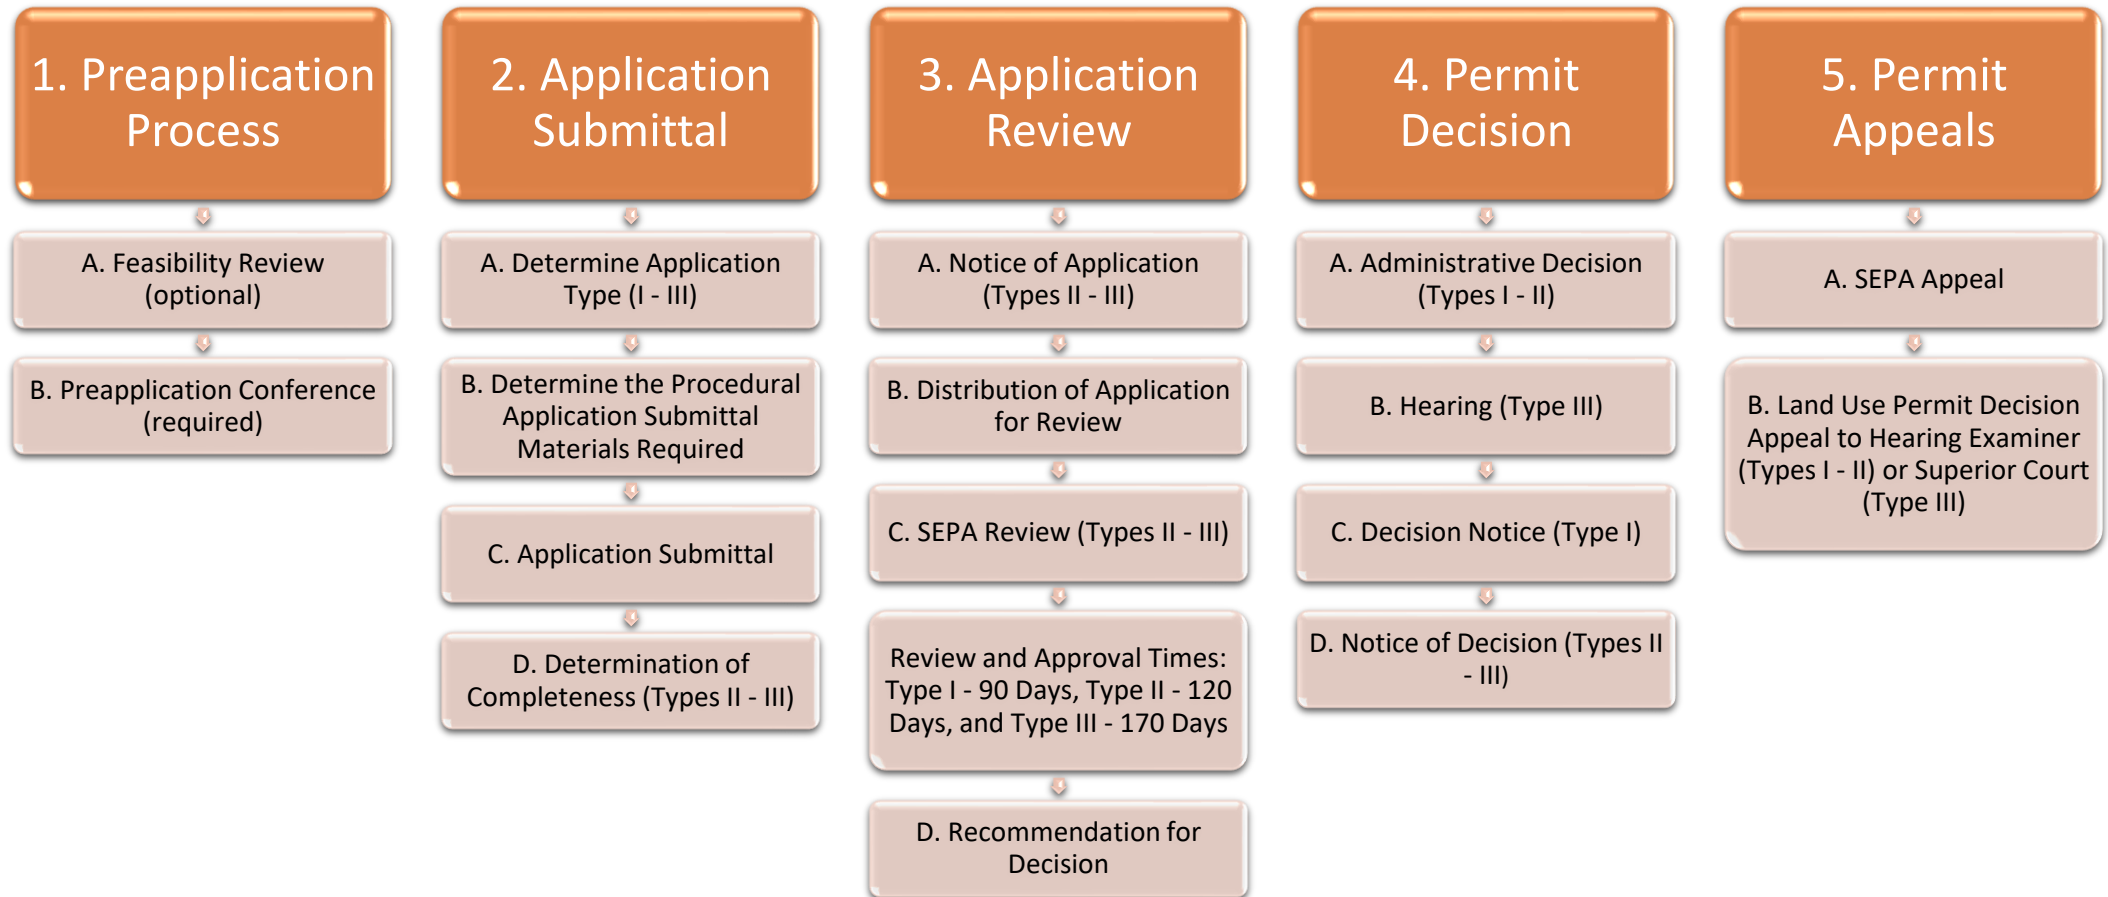 1. Preapplication
Process
A. Feasibility Review
(optional)
B. Preapplication Conference
(required)
2. Application
Submittal
A. Determine Application
Type (I - III)
B. Determine the Procedural
Application Submittal
Materials Required
C. Application Submittal
D. Determination of
Completeness (Types II - III)
3. Application
Review
A. Notice of Application
(Types II - III)
B. Distribution of Application
for Review
C. SEPA Review (Types II - III)
Review and Approval Times:
Type I - 90 Days, Type II - 120
Days, and Type III - 170 Days
D. Recommendation for
Decision
4. Permit
Decision
A. Administrative Decision
(Types I - II)
B. Hearing (Type III)
C. Decision Notice (Type I)
D. Notice of Decision (Types II
- III)
5. Permit
Appeals
A. SEPA Appeal
B. Land Use Permit Decision
Appeal to Hearing Examiner
(Types I - II) or Superior Court
(Type III)